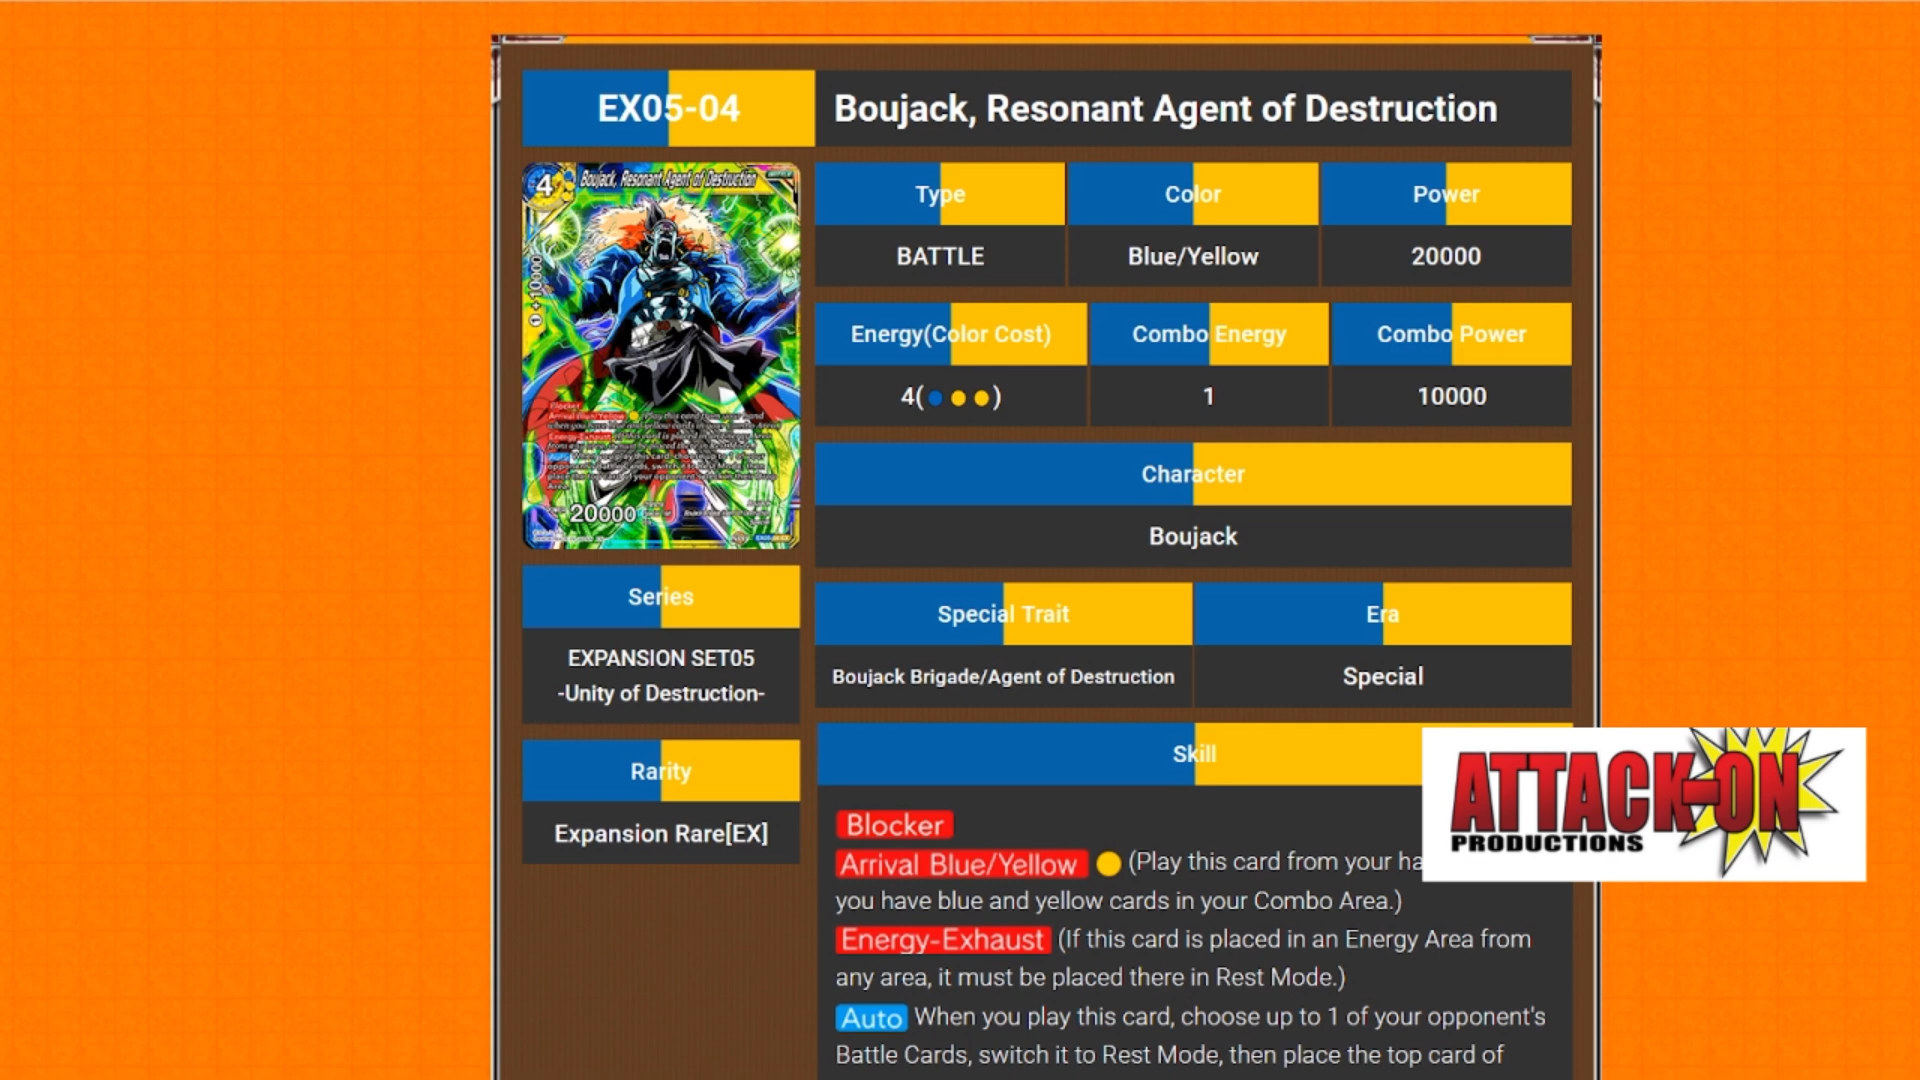 EX05-04
Boujack, Resonant Agent of Destruction
4
Boujack, Resonant Agent of Destruction
+10000
20000
Type
Color
Power
BATTLE
Blue/Yellow
20000
Energy(Color Cost)
Combo Energy
Combo Power
4(●●●)
1
10000
Character
Boujack
Series
EXPANSION SET05
-Unity of Destruction-
Special Trait
Era
Boujack Brigade/Agent of Destruction
Special
Rarity
Expansion Rare[EX]
Skill
Blocker
Arrival Blue/Yellow (Play this card from your ha
you have blue and yellow cards in your Combo Area.)
Energy-Exhaust (If this card is placed in an Energy Area from
any area, it must be placed there in Rest Mode.)
Auto When you play this card, choose up to 1 of your opponent's
Battle Cards, switch it to Rest Mode, then place the top card of
ATTACK-ON
PRODUCTIONS